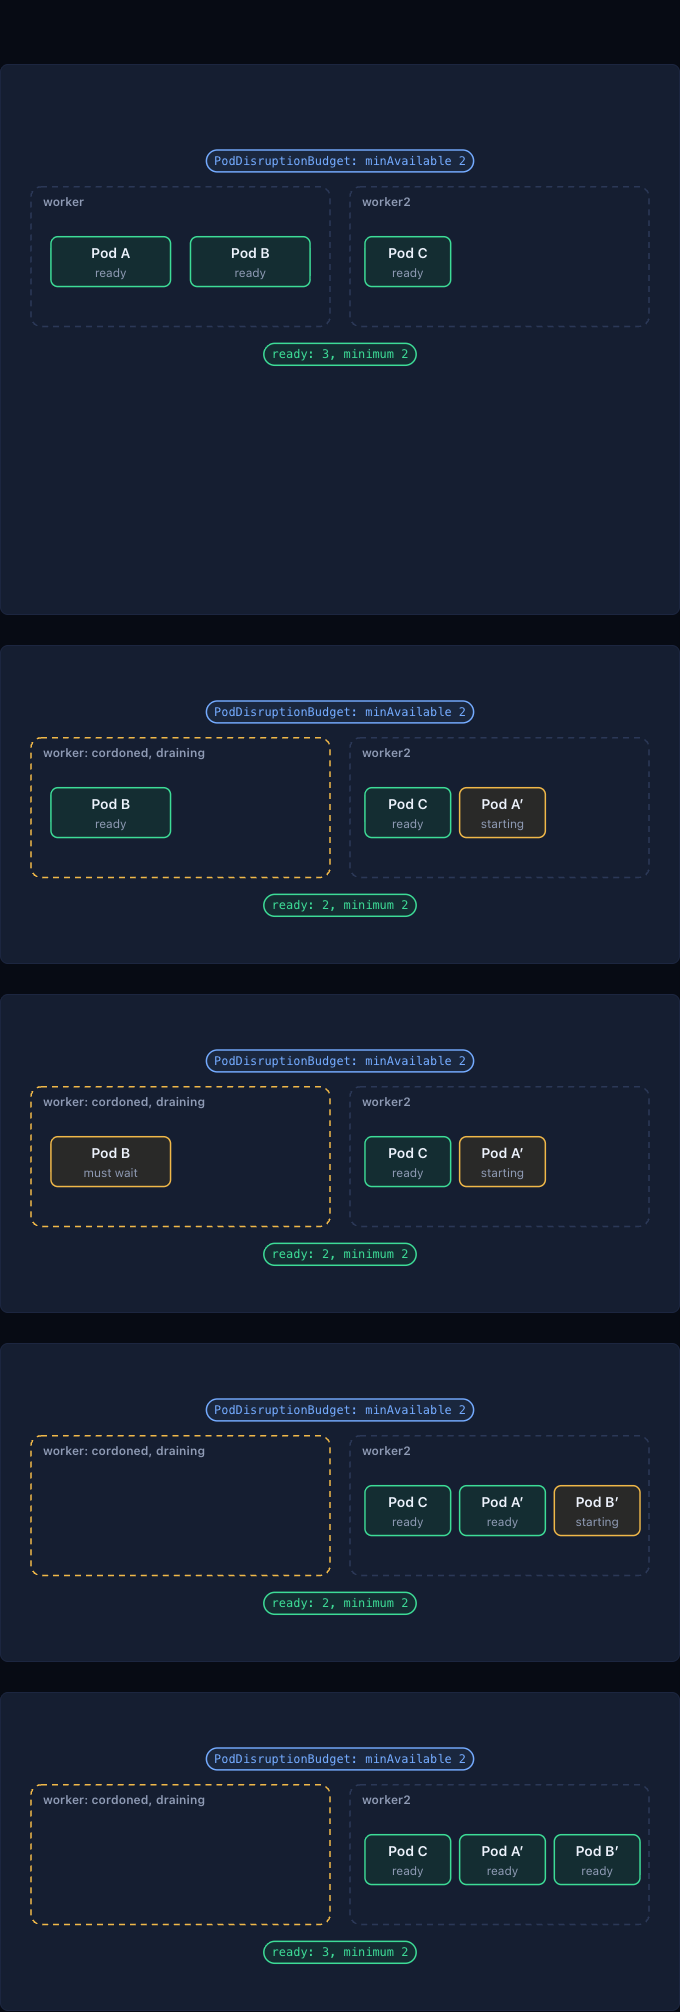 PodDisruptionBudget: minAvailable 2
worker
worker2
Pod A
ready
Pod B
ready
Pod C
ready
ready: 3, minimum 2
PodDisruptionBudget: minAvailable 2
worker: cordoned, draining
worker2
Pod B
ready
Pod C
ready
Pod A′
starting
ready: 2, minimum 2
PodDisruptionBudget: minAvailable 2
worker: cordoned, draining
worker2
Pod B
must wait
Pod C
ready
Pod A′
starting
ready: 2, minimum 2
PodDisruptionBudget: minAvailable 2
worker: cordoned, draining
worker2
Pod C
ready
Pod A′
ready
Pod B′
starting
ready: 2, minimum 2
PodDisruptionBudget: minAvailable 2
worker: cordoned, draining
worker2
Pod C
ready
Pod A′
ready
Pod B′
ready
ready: 3, minimum 2